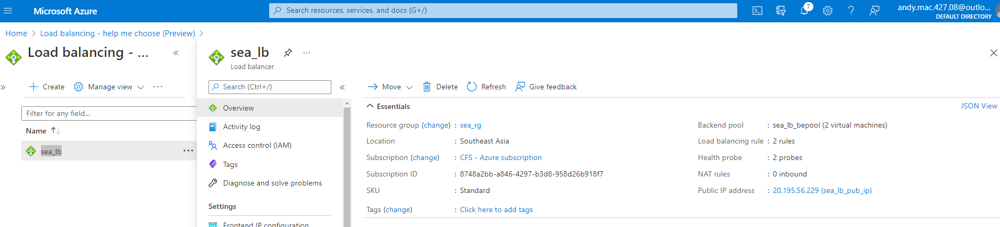 Microsoft Azure
Search resources, services, and docs (G+/)
7
andy.mac.427.08@outlo...
DEFAULT DIRECTORY
Home > Load balancing - help me choose (Preview) >
Load balancing - ... «
sea_lb ...
Load balancer
» + Create Manage view ...
Search (Ctrl+/) «
Move Delete Refresh Give feedback
Filter for any field...
Name ↑↓
sea_lb ...
Overview
Activity log
Access control (IAM)
Tags
Diagnose and solve problems
Settings
Frontend IP configuration
Essentials
JSON View
Resource group (change) : sea_rg
Location : Southeast Asia
Subscription (change) : CFS - Azure subscription
Subscription ID : 8748a2bb-a846-4297-b3d8-958d26b918f7
SKU : Standard
Tags (change) : Click here to add tags
Backend pool : sea_lb_bepool (2 virtual machines)
Load balancing rule : 2 rules
Health probe : 2 probes
NAT rules : 0 inbound
Public IP address : 20.195.56.229 (sea_lb_pub_ip)